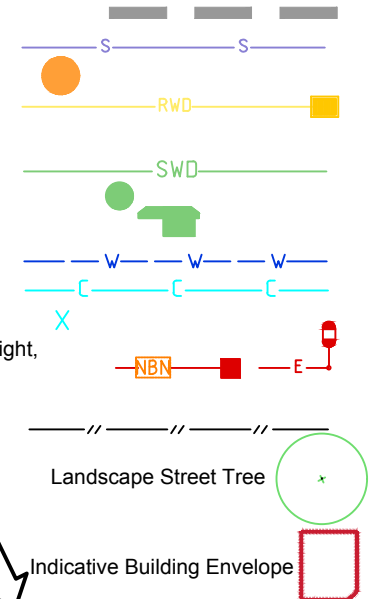 S S
RWD
SWD
W W W
C C C
X
ight,
NBN E
// // //
Landscape Street Tree
Indicative Building Envelope